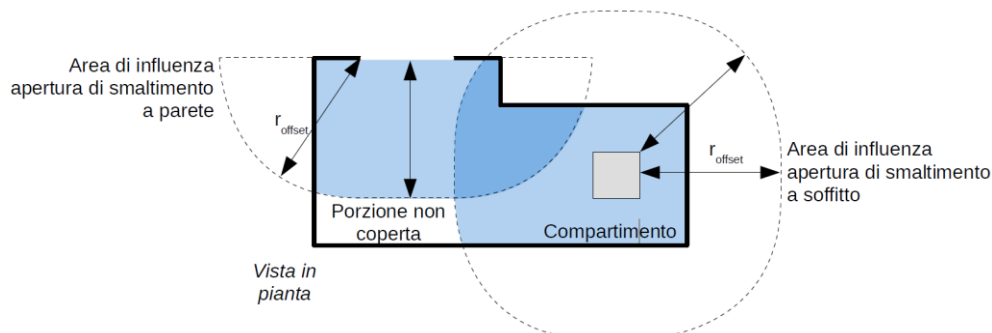 Area di influenza
apertura di smaltimento
a parete
r offset
r offset
Area di influenza
apertura di smaltimento
a soffitto
Porzione non
coperta
Compartimento
Vista in
pianta